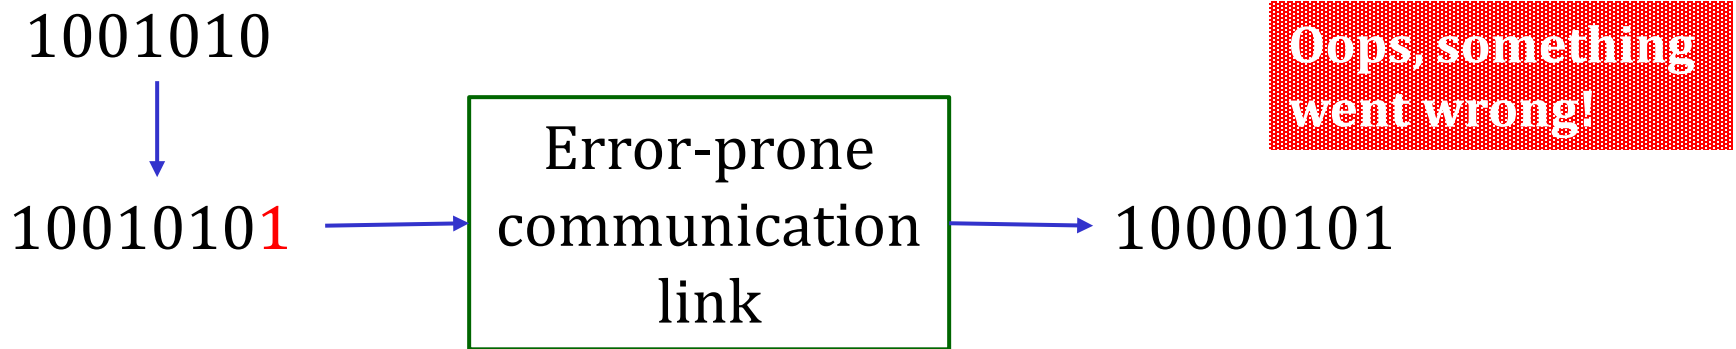 1001010
Oops, something
went wrong!
Error-prone
communication
link
10010101
10000101